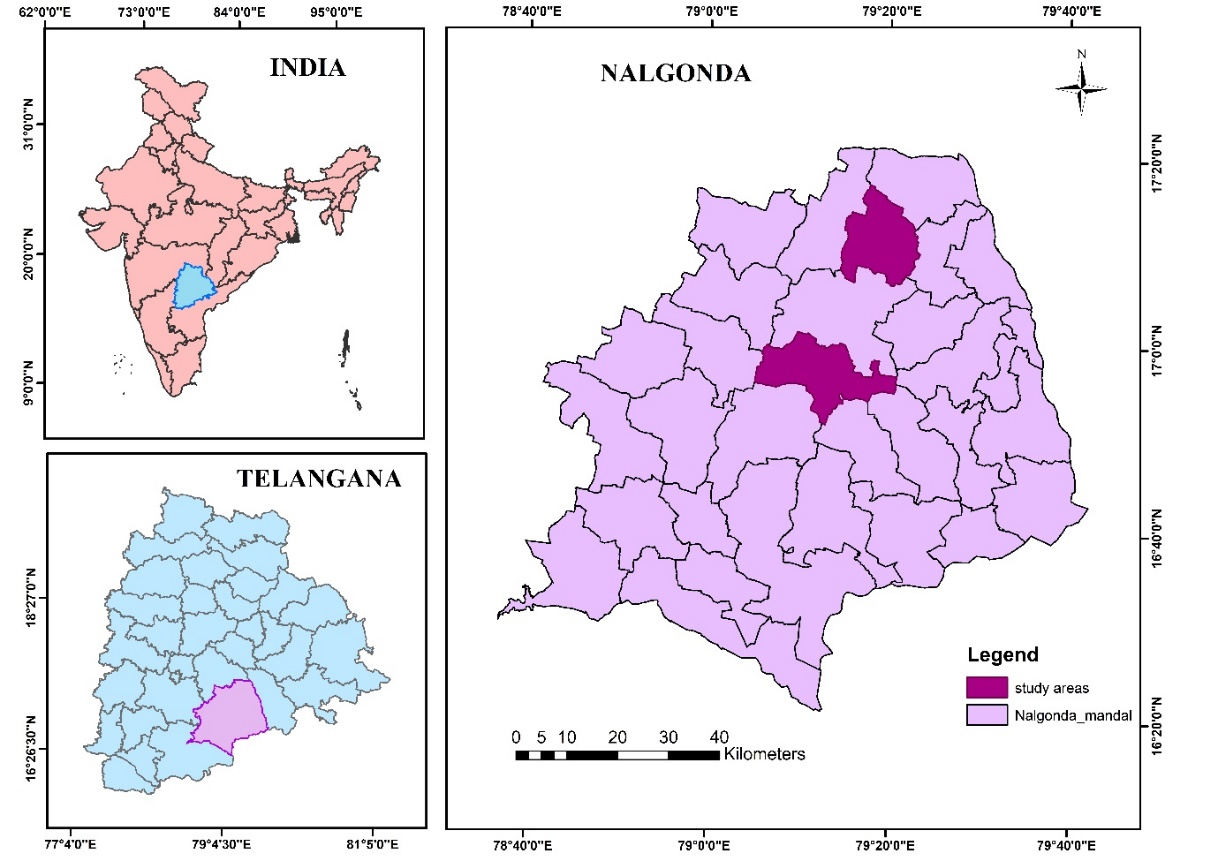 62°0'0"E 73°0'0"E 84°0'0"E 95°0'0"E
INDIA
31°0'0"N
20°0'0"N
9°0'0"N
TELANGANA
18°27'0"N
16°26'30"N
77°4'0"E 79°4'30"E 81°5'0"E
78°40'0"E 79°0'0"E 79°20'0"E 79°40'0"E
NALGONDA
N
17°20'0"N
17°0'0"N
16°40'0"N
16°20'0"N
Legend
study areas
Nalgonda_mandal
0 5 10 20 30 40
Kilometers
78°40'0"E 79°0'0"E 79°20'0"E 79°40'0"E